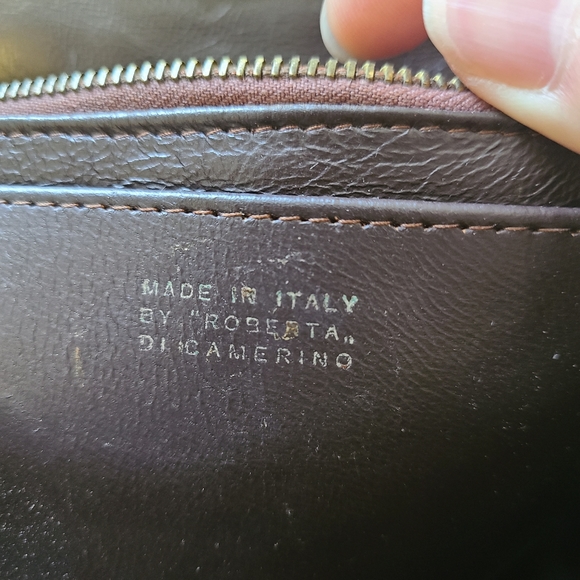 MADE IN ITALY
BY "ROBERTA„
DI CAMERINO